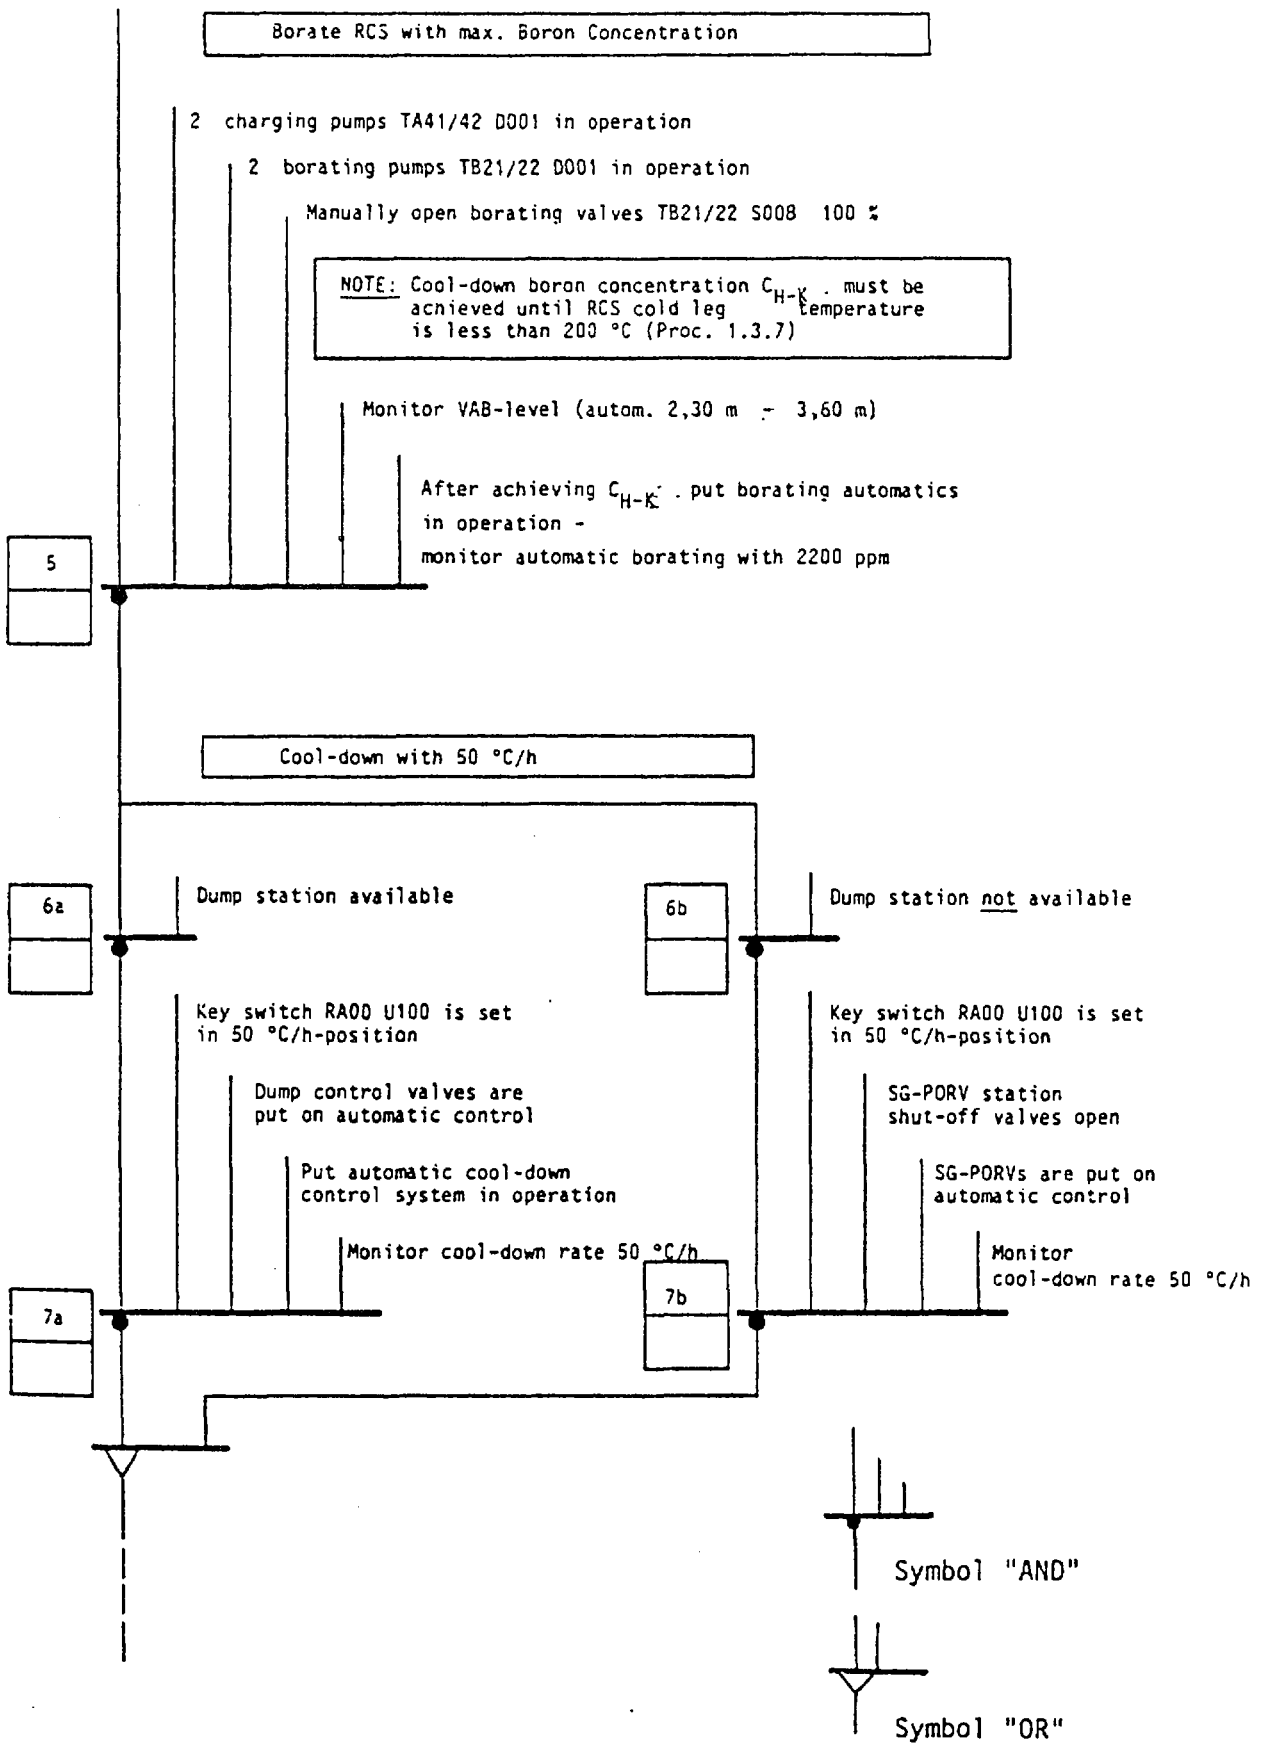 Borate RCS with max. Boron Concentration
2 charging pumps TA41/42 D001 in operation
2 borating pumps TB21/22 D001 in operation
Manually open borating valves TB21/22 S008 100 %
NOTE: Cool-down boron concentration C_H-K . must be
achieved until RCS cold leg temperature
is less than 200 °C (Proc. 1.3.7)
Monitor VAB-level (autom. 2,30 m - 3,60 m)
After achieving C_H-K . put borating automatics
in operation -
monitor automatic borating with 2200 ppm
5
Cool-down with 50 °C/h
6a
Dump station available
6b
Dump station not available
Key switch RA00 U100 is set
in 50 °C/h-position
Dump control valves are
put on automatic control
Put automatic cool-down
control system in operation
Monitor cool-down rate 50 °C/h
7a
Key switch RA00 U100 is set
in 50 °C/h-position
SG-PORV station
shut-off valves open
SG-PORVs are put on
automatic control
Monitor
cool-down rate 50 °C/h
7b
Symbol "AND"
Symbol "OR"